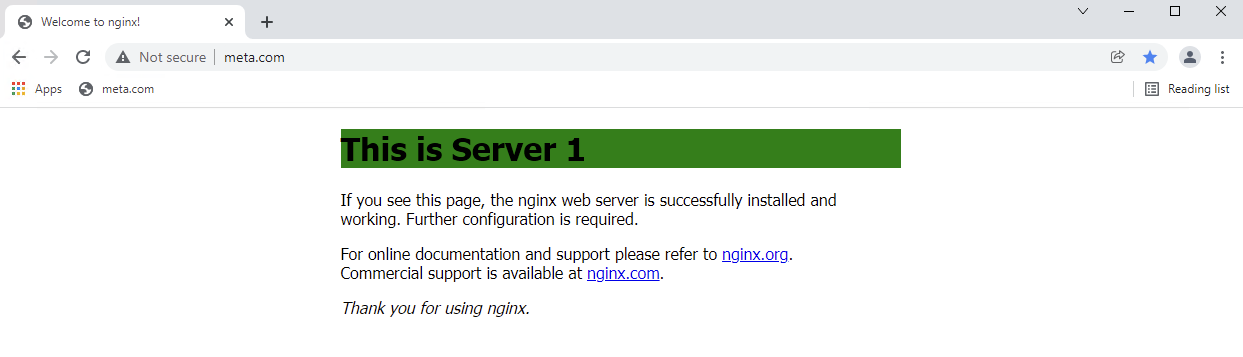 Welcome to nginx!
Not secure | meta.com
Apps meta.com Reading list
This is Server 1
If you see this page, the nginx web server is successfully installed and
working. Further configuration is required.
For online documentation and support please refer to nginx.org.
Commercial support is available at nginx.com.
Thank you for using nginx.